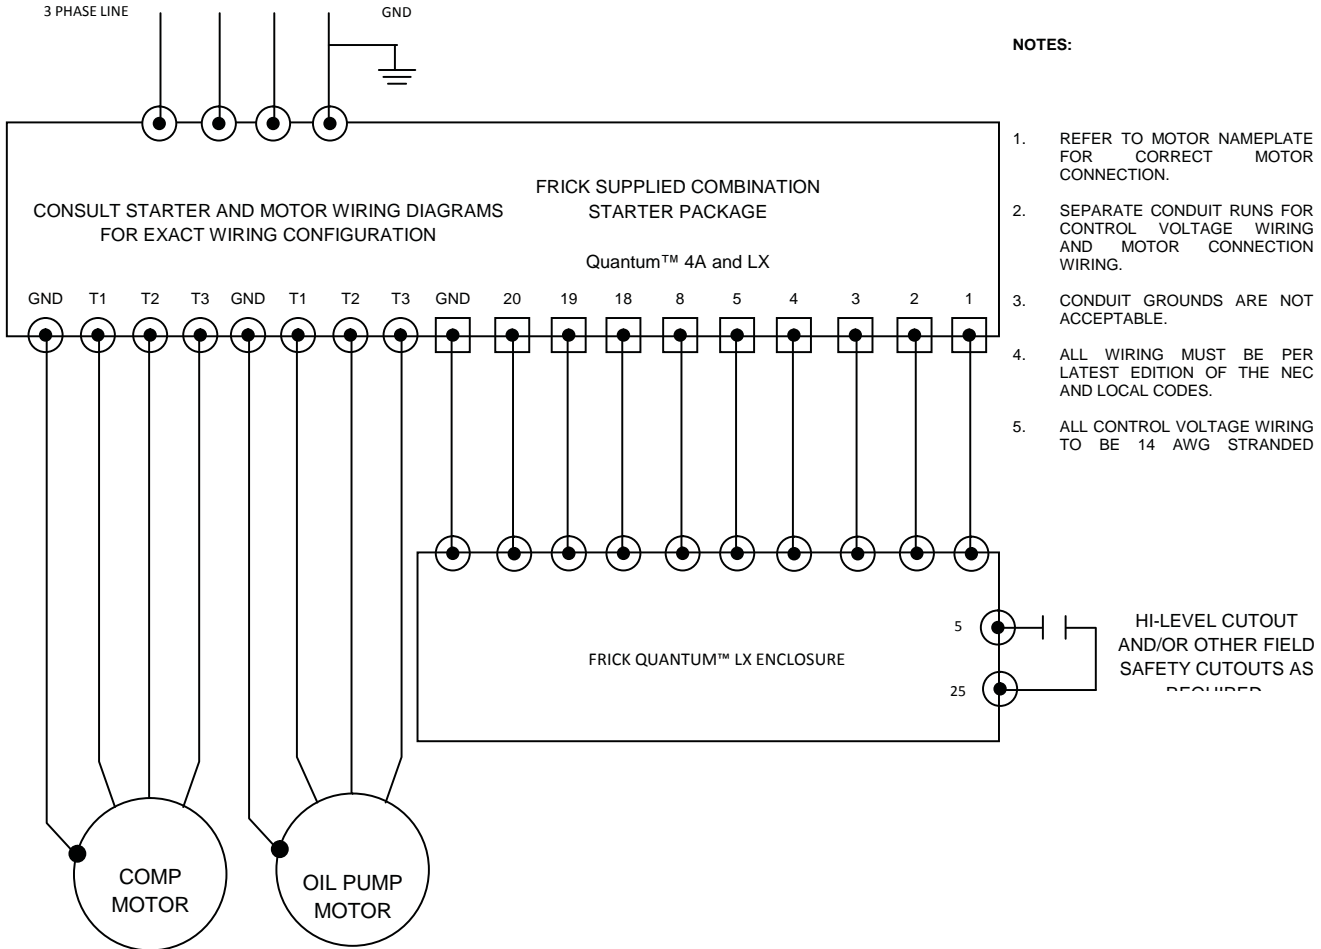 3 PHASE LINE
GND
CONSULT STARTER AND MOTOR WIRING DIAGRAMS
FOR EXACT WIRING CONFIGURATION
FRICK SUPPLIED COMBINATION
STARTER PACKAGE
Quantum™ 4A and LX
GND T1 T2 T3 GND T1 T2 T3 GND 20 19 18 8 5 4 3 2 1
5
25
FRICK QUANTUM™ LX ENCLOSURE
HI-LEVEL CUTOUT
AND/OR OTHER FIELD
SAFETY CUTOUTS AS
COMP
MOTOR
OIL PUMP
MOTOR
NOTES:
1. REFER TO MOTOR NAMEPLATE
FOR CORRECT MOTOR
CONNECTION.
2. SEPARATE CONDUIT RUNS FOR
CONTROL VOLTAGE WIRING
AND MOTOR CONNECTION
WIRING.
3. CONDUIT GROUNDS ARE NOT
ACCEPTABLE.
4. ALL WIRING MUST BE PER
LATEST EDITION OF THE NEC
AND LOCAL CODES.
5. ALL CONTROL VOLTAGE WIRING
TO BE 14 AWG STRANDED